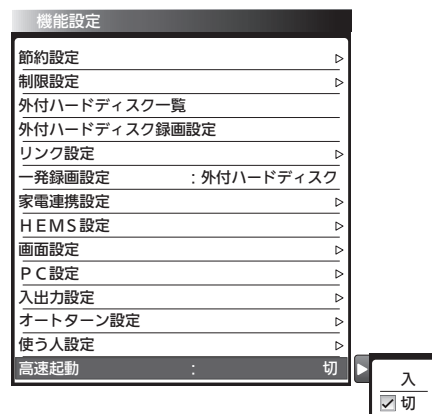 機能設定
節約設定
制限設定
外付ハードディスク一覧
外付ハードディスク録画設定
リンク設定
一発録画設定 :外付ハードディスク
家電連携設定
HEMS設定
画面設定
PC設定
入出力設定
オートターン設定
使う人設定
高速起動 : 切
入
切